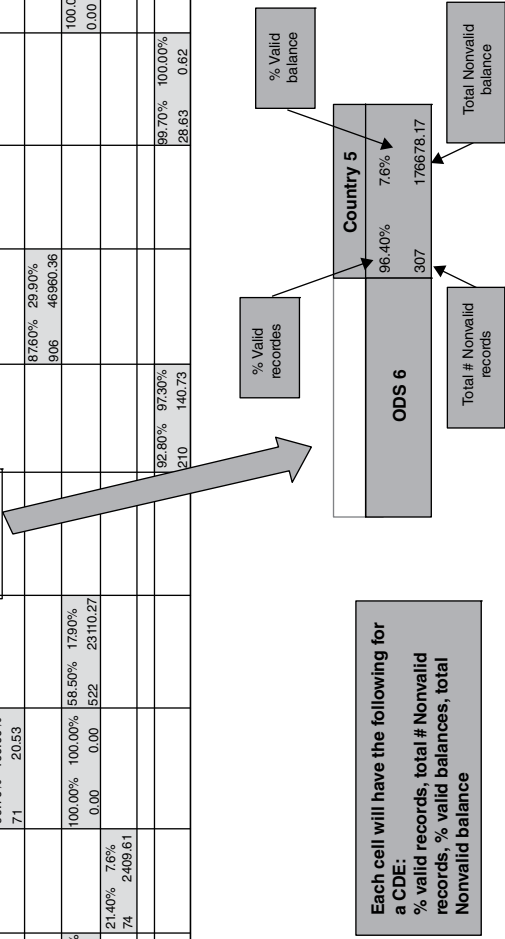 71 20.53
87.60% 29.90%
906 46960.36
% 100.00% 100.00% 58.50% 17.90% 100.0
0.00 0.00 522 23110.27 0.00
21.40% 7.6%
74 2409.61
92.80% 97.30% 99.70% 100.00%
210 140.73 28.63 0.62
% Valid
recordes
% Valid
balance
Country 5
ODS 6
96.40% 7.6%
307 176678.17
Total # Nonvalid
records
Total Nonvalid
balance
Each cell will have the following for
a CDE:
% valid records, total # Nonvalid
records, % valid balances, total
Nonvalid balance